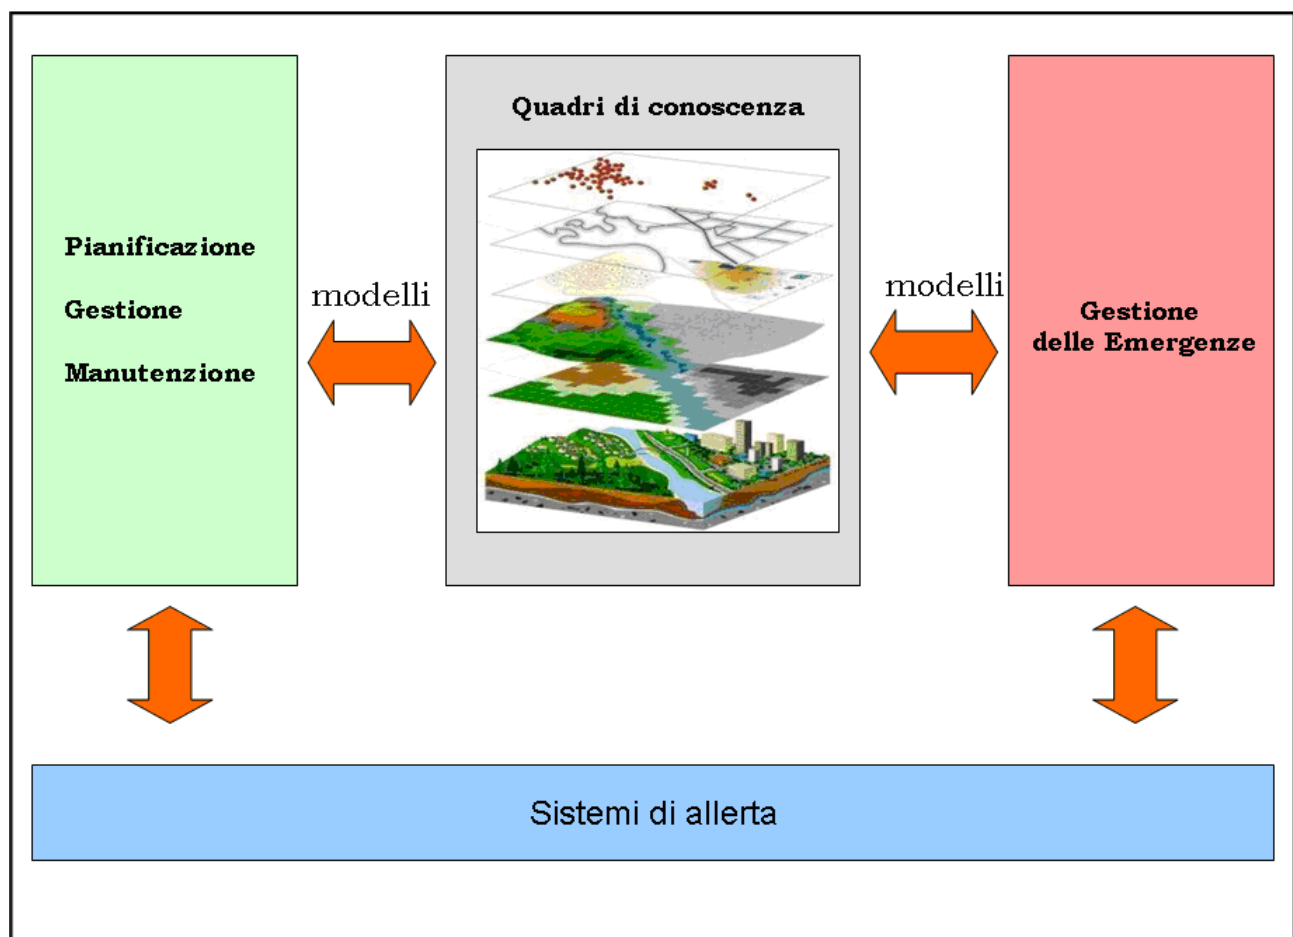 Quadri di conoscenza
Pianificazione
Gestione
Manutenzione
modelli
modelli
Gestione
delle Emergenze
Sistemi di allerta